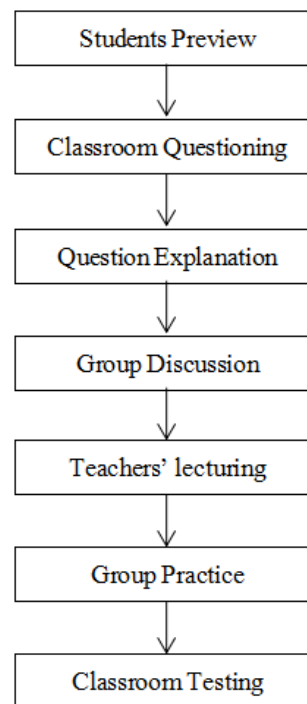 Students Preview
Classroom Questioning
Question Explanation
Group Discussion
Teachers’ lecturing
Group Practice
Classroom Testing